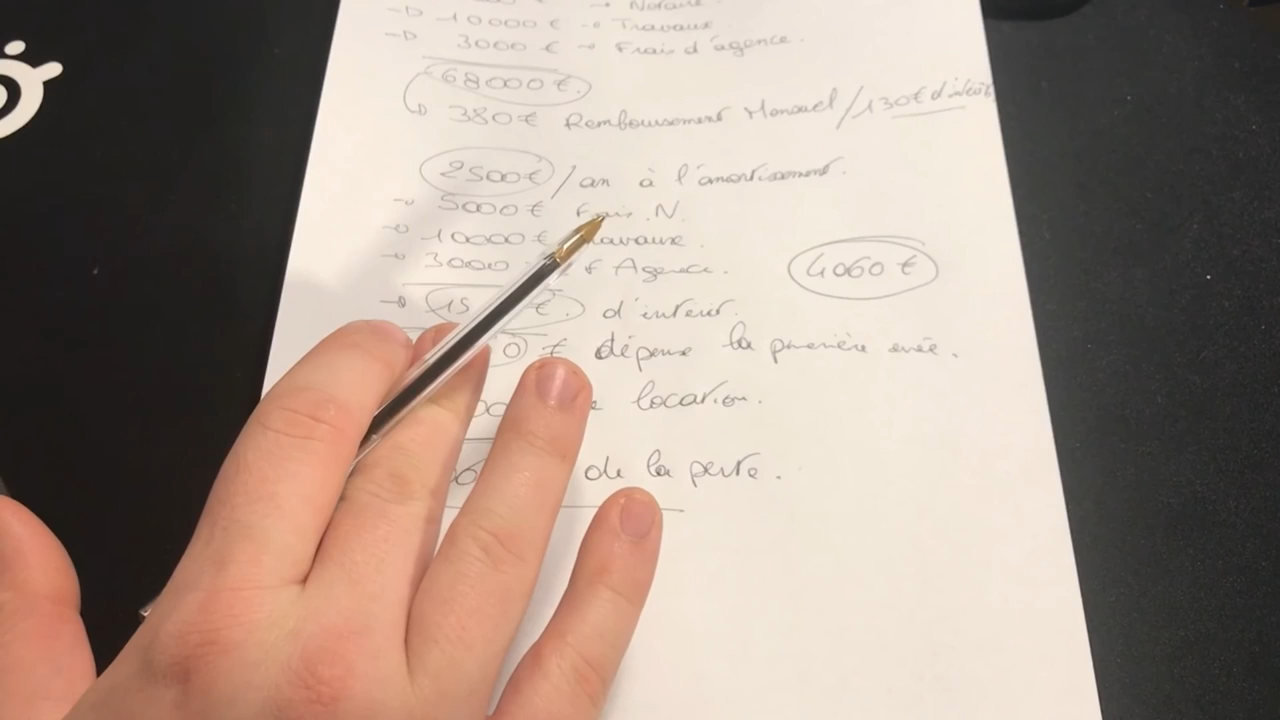 → Notaire.
→ 10000 € → Travaux
→ 3000 € → Frais d'agence.
68000 €.
↳ 380 € Remboursement Mensuel / 130 € d'intérêt
2500 € / an à l'amortissement.
→ 5000 € Frais. N.
→ 10000 € Travaux.
→ 3000 F Agence.
4060 €
→ 15 €. d'intérêt.
0 € dépense la première année.
location.
de la perte.